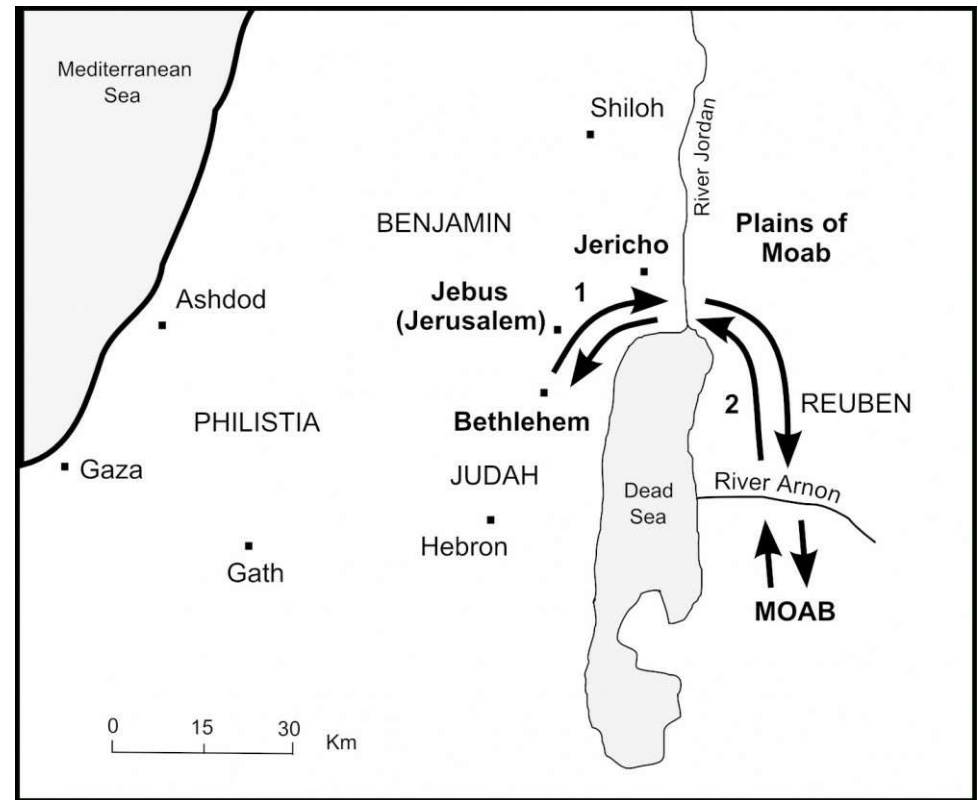 Mediterranean
Sea
Shiloh
River Jordan
BENJAMIN
Plains of
Moab
Jericho
1
Jebus
(Jerusalem)
Ashdod
2
REUBEN
Bethlehem
PHILISTIA
Gaza
JUDAH
River Arnon
Dead
Sea
Hebron
Gath
MOAB
0 15 30
Km